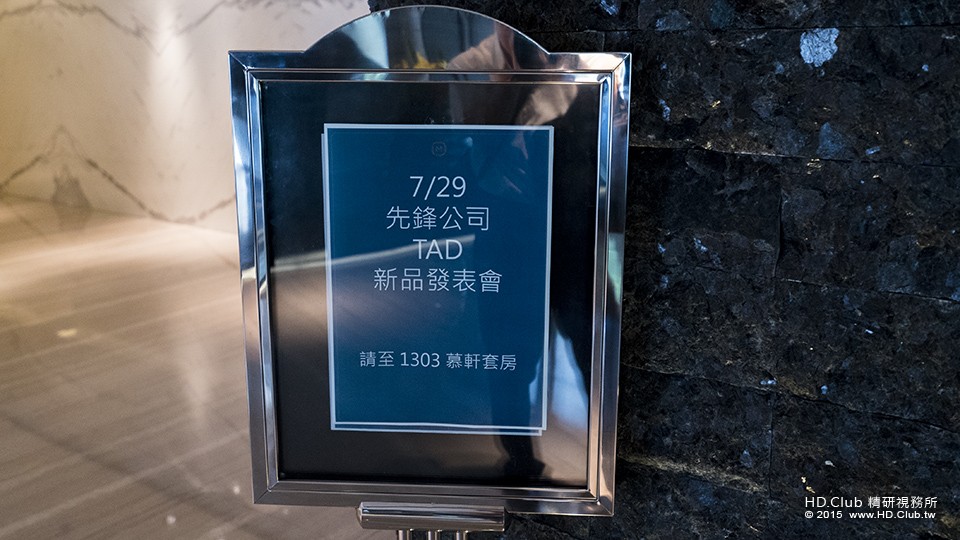 7/29
先鋒公司
TAD
新品發表會
請至 1303 慕軒套房
HD.Club 精研視務所
© 2015 www.HD.Club.tw